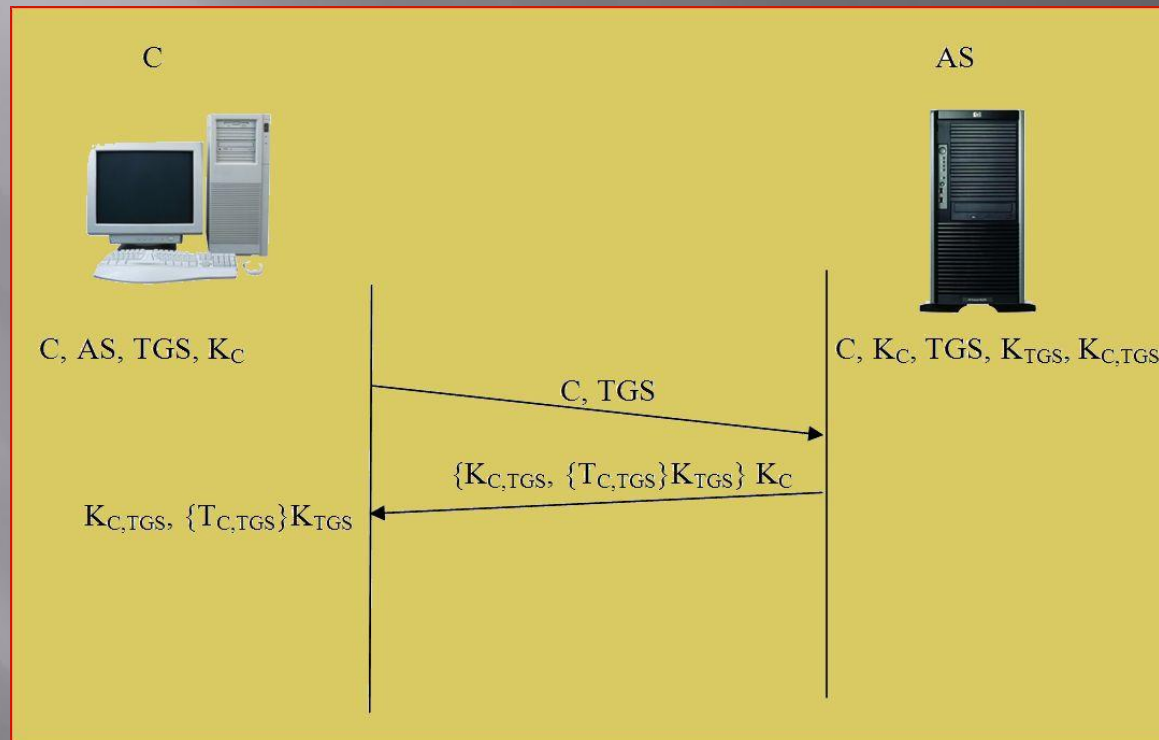 C
AS
C, AS, TGS, K_C
C, K_C, TGS, K_TGS, K_C,TGS
C, TGS
{K_C,TGS, {T_C,TGS}K_TGS} K_C
K_C,TGS, {T_C,TGS}K_TGS